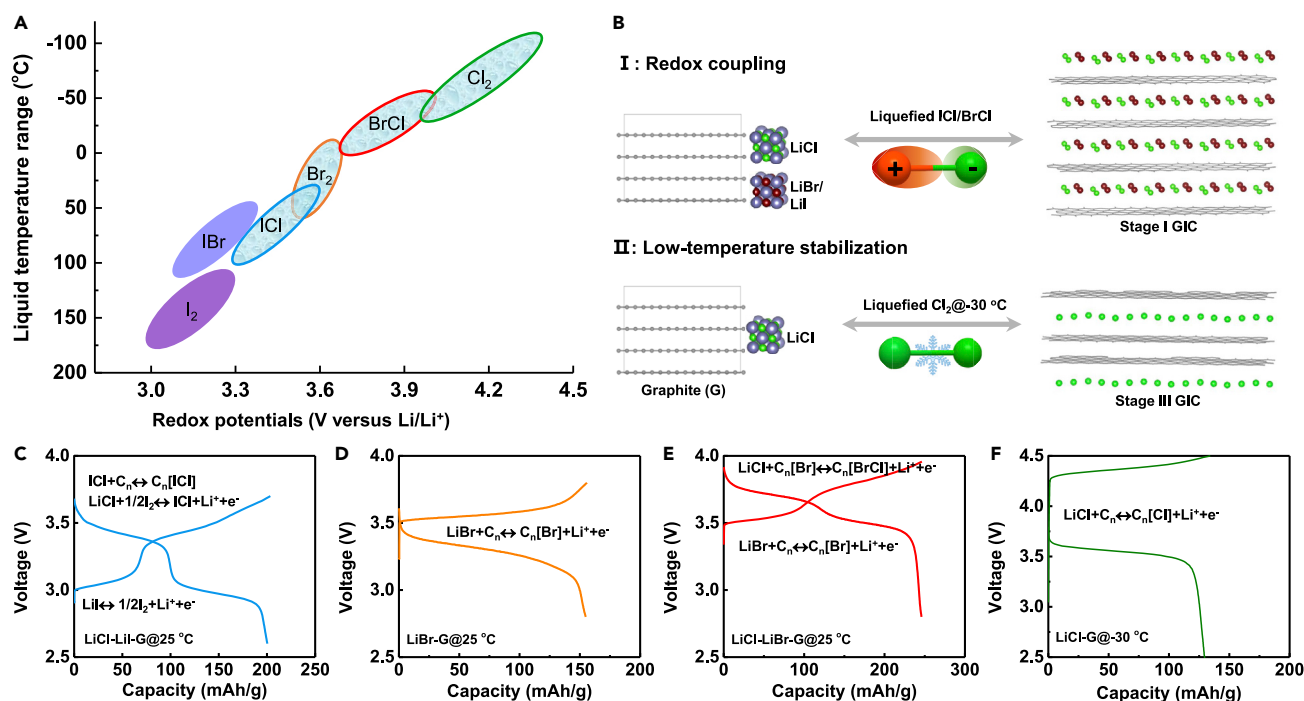 A
Liquid temperature range (°C)
-100
-50
0
50
100
150
200
Cl₂
BrCl
Br₂
ICl
IBr
I₂
3.0 3.3 3.6 3.9 4.2 4.5
Redox potentials (V versus Li/Li⁺)
B
I : Redox coupling
LiCl
LiBr/
LiI
Liquefied ICl/BrCl
+ -
Stage I GIC
II : Low-temperature stabilization
LiCl
Graphite (G)
Liquefied Cl₂@-30 °C
Stage III GIC
C
Voltage (V)
4.0
3.5
3.0
2.5
ICl+Cₙ↔ Cₙ[ICl]
LiCl+1/2I₂↔ ICl+Li⁺+e⁻
LiI↔ 1/2I₂+Li⁺+e⁻
LiCl-LiI-G@25 °C
0 50 100 150 200 250
Capacity (mAh/g)
D
Voltage (V)
4.0
3.5
3.0
2.5
LiBr+Cₙ↔ Cₙ[Br]+Li⁺+e⁻
LiBr-G@25 °C
0 50 100 150 200
Capacity (mAh/g)
E
Voltage (V)
4.0
3.5
3.0
2.5
LiCl+Cₙ[Br]↔Cₙ[BrCl]+Li⁺+e⁻
LiBr+Cₙ↔Cₙ[Br]+Li⁺+e⁻
LiCl-LiBr-G@25 °C
0 100 200 300
Capacity (mAh/g)
F
Voltage (V)
4.5
4.0
3.5
3.0
2.5
LiCl+Cₙ↔Cₙ[Cl]+Li⁺+e⁻
LiCl-G@-30 °C
0 50 100 150 200
Capacity (mAh/g)